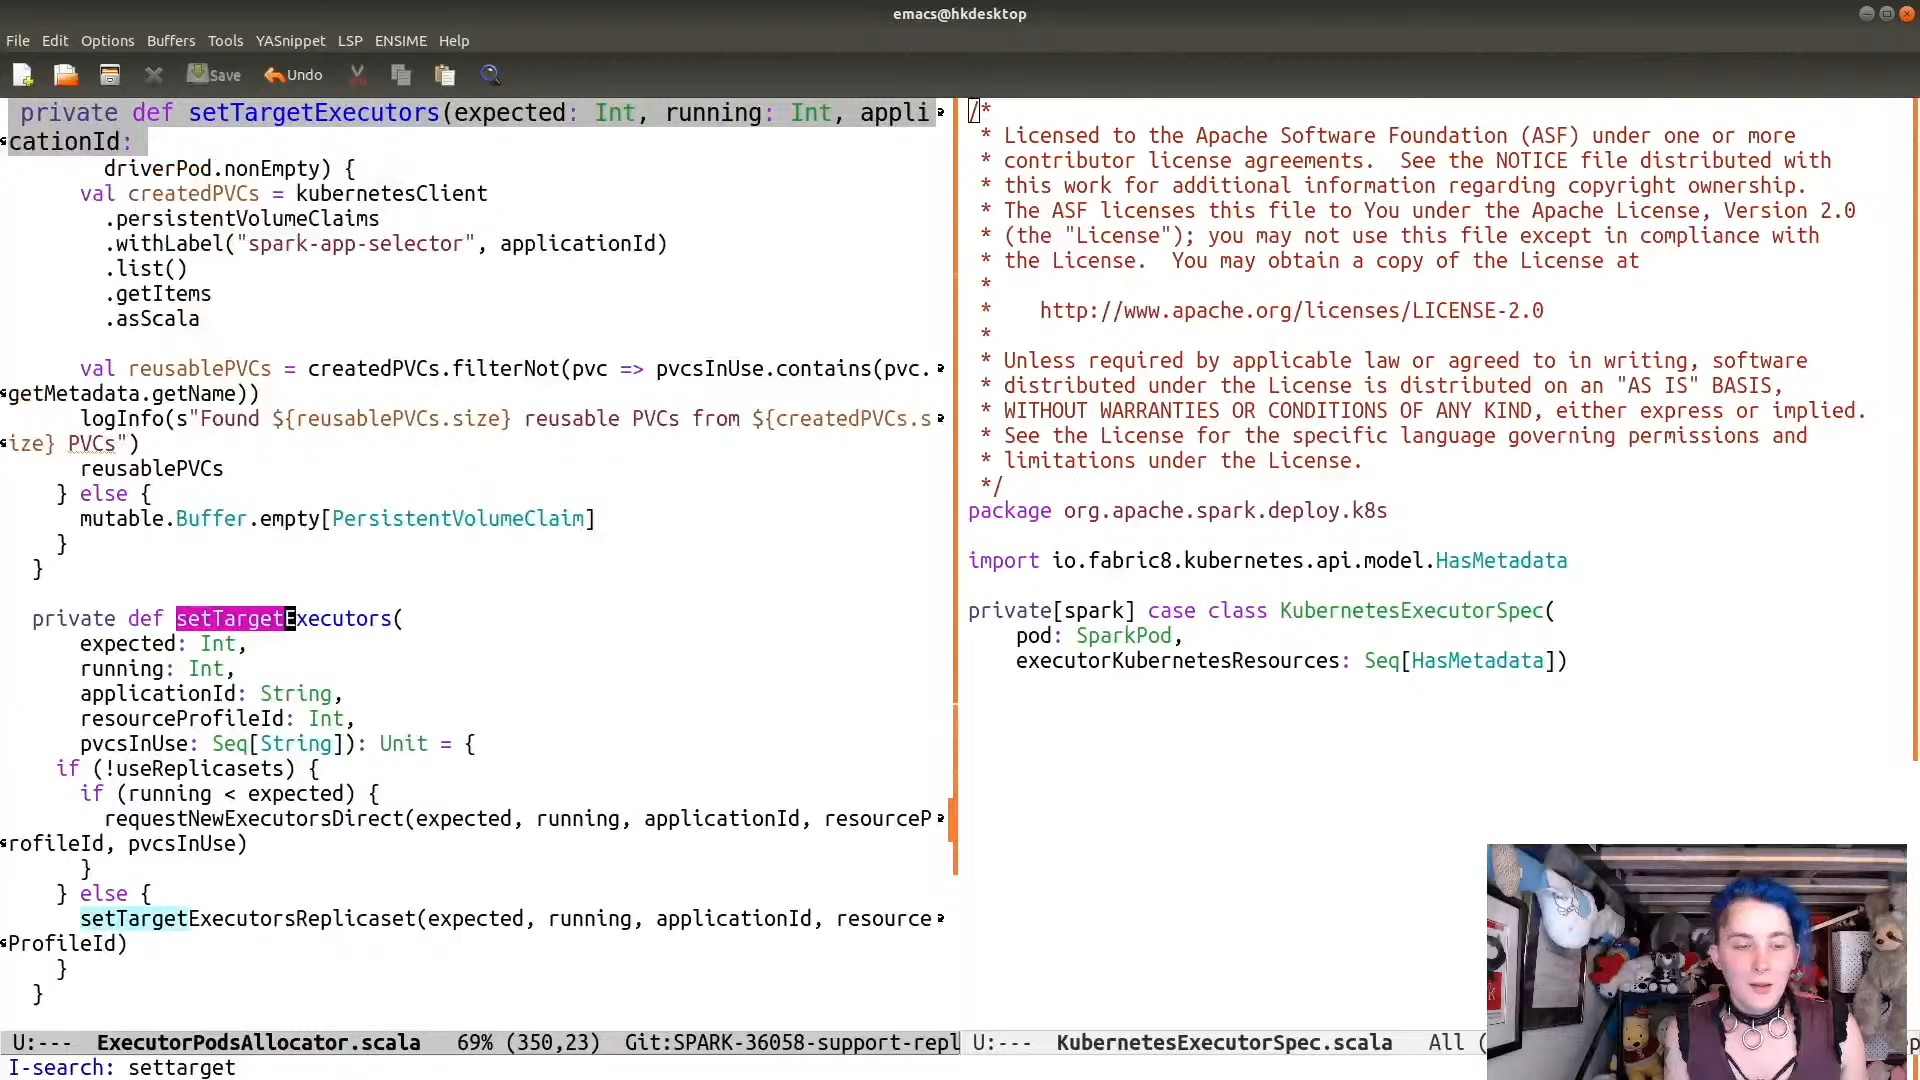 emacs@hkdesktop
File Edit Options Buffers Tools YASnippet LSP ENSIME Help
Save Undo
private def setTargetExecutors(expected: Int, running: Int, appli
cationId:
driverPod.nonEmpty) {
val createdPVCs = kubernetesClient
.persistentVolumeClaims
.withLabel("spark-app-selector", applicationId)
.list()
.getItems
.asScala
val reusablePVCs = createdPVCs.filterNot(pvc => pvcsInUse.contains(pvc.
getMetadata.getName))
logInfo(s"Found ${reusablePVCs.size} reusable PVCs from ${createdPVCs.s
ize} PVCs")
reusablePVCs
} else {
mutable.Buffer.empty[PersistentVolumeClaim]
}
}
private def setTargetExecutors(
expected: Int,
running: Int,
applicationId: String,
resourceProfileId: Int,
pvcsInUse: Seq[String]): Unit = {
if (!useReplicasets) {
if (running < expected) {
requestNewExecutorsDirect(expected, running, applicationId, resourceP
rofileId, pvcsInUse)
}
} else {
setTargetExecutorsReplicaset(expected, running, applicationId, resource
ProfileId)
}
}
U:--- ExecutorPodsAllocator.scala 69% (350,23) Git:SPARK-36058-support-repl
I-search: settarget
/*
* Licensed to the Apache Software Foundation (ASF) under one or more
* contributor license agreements. See the NOTICE file distributed with
* this work for additional information regarding copyright ownership.
* The ASF licenses this file to You under the Apache License, Version 2.0
* (the "License"); you may not use this file except in compliance with
* the License. You may obtain a copy of the License at
*
* http://www.apache.org/licenses/LICENSE-2.0
*
* Unless required by applicable law or agreed to in writing, software
* distributed under the License is distributed on an "AS IS" BASIS,
* WITHOUT WARRANTIES OR CONDITIONS OF ANY KIND, either express or implied.
* See the License for the specific language governing permissions and
* limitations under the License.
*/
package org.apache.spark.deploy.k8s
import io.fabric8.kubernetes.api.model.HasMetadata
private[spark] case class KubernetesExecutorSpec(
pod: SparkPod,
executorKubernetesResources: Seq[HasMetadata])
U:--- KubernetesExecutorSpec.scala All (